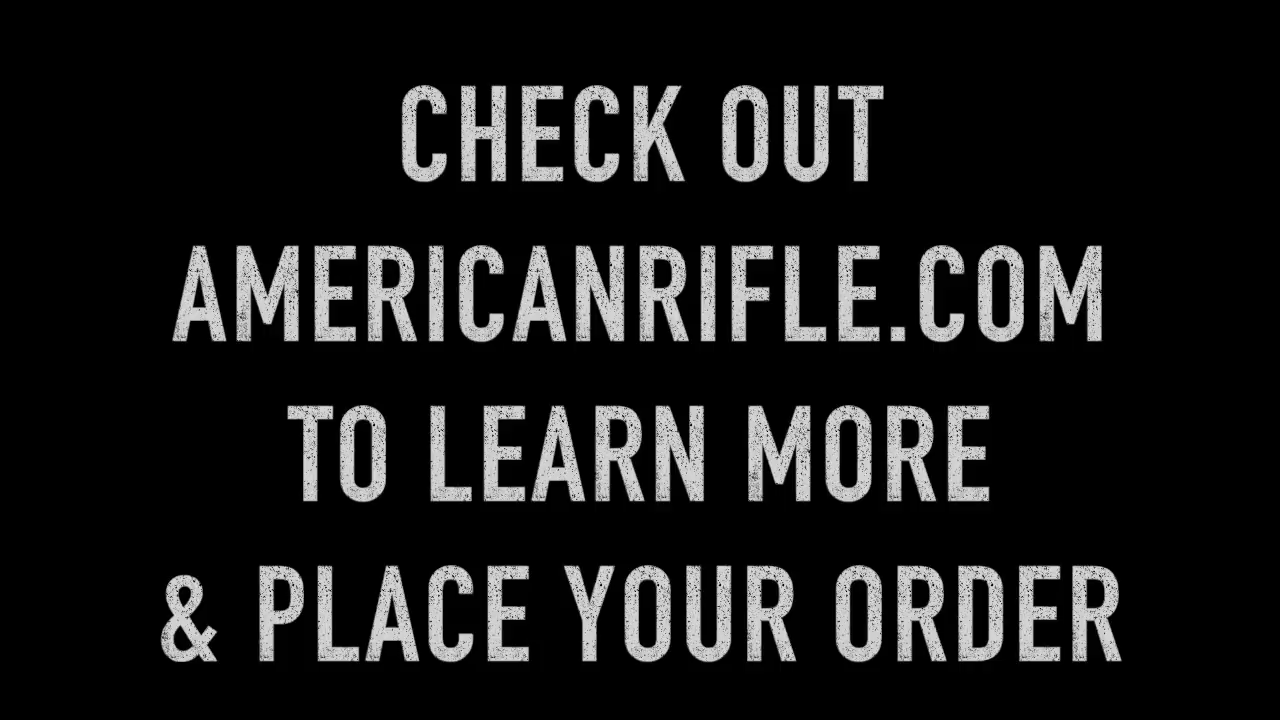 CHECK OUT
AMERICANRIFLE.COM
TO LEARN MORE
& PLACE YOUR ORDER